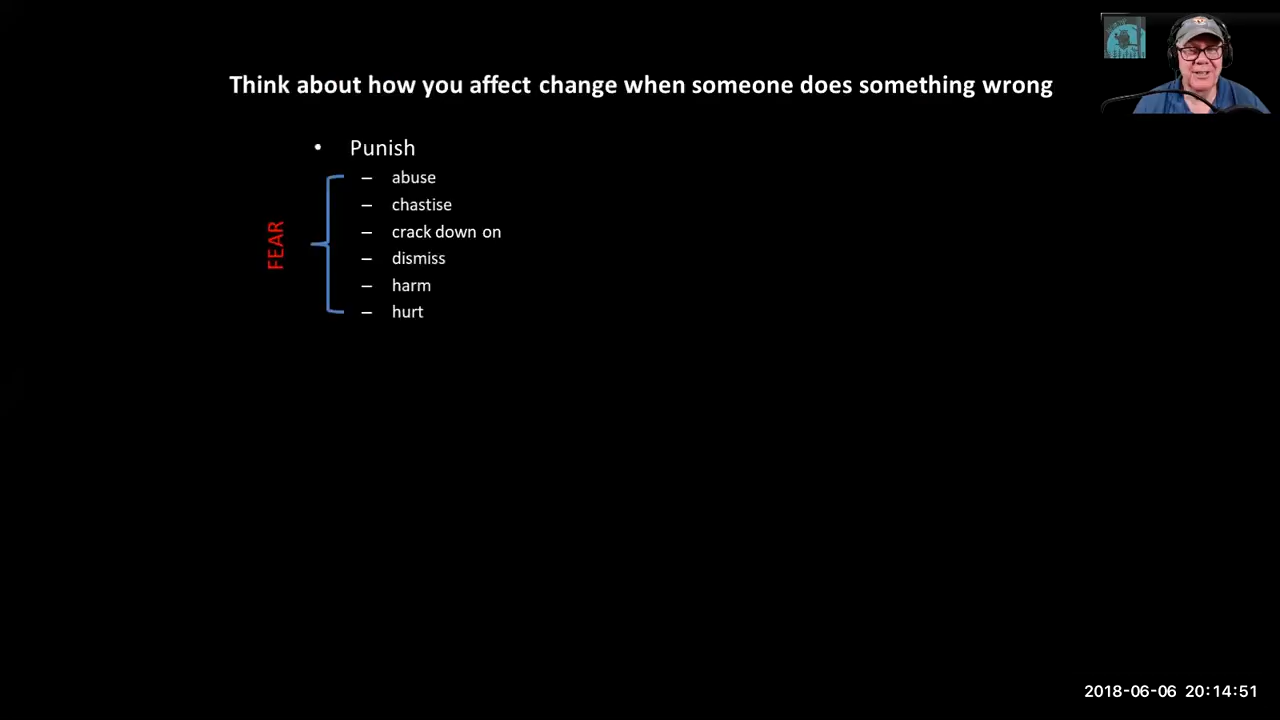 Think about how you affect change when someone does something wrong
• Punish
– abuse
– chastise
– crack down on
– dismiss
– harm
– hurt
FEAR
2018-06-06 20:14:51